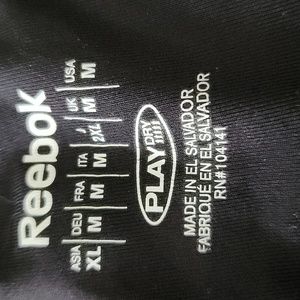 Reebok
ASIA DEU FRA ITA J UK USA
XL M M M 2XL M M
PLAY DRY
MADE IN EL SALVADOR
FABRIQUÉ EN EL SALVADOR
RN#104141